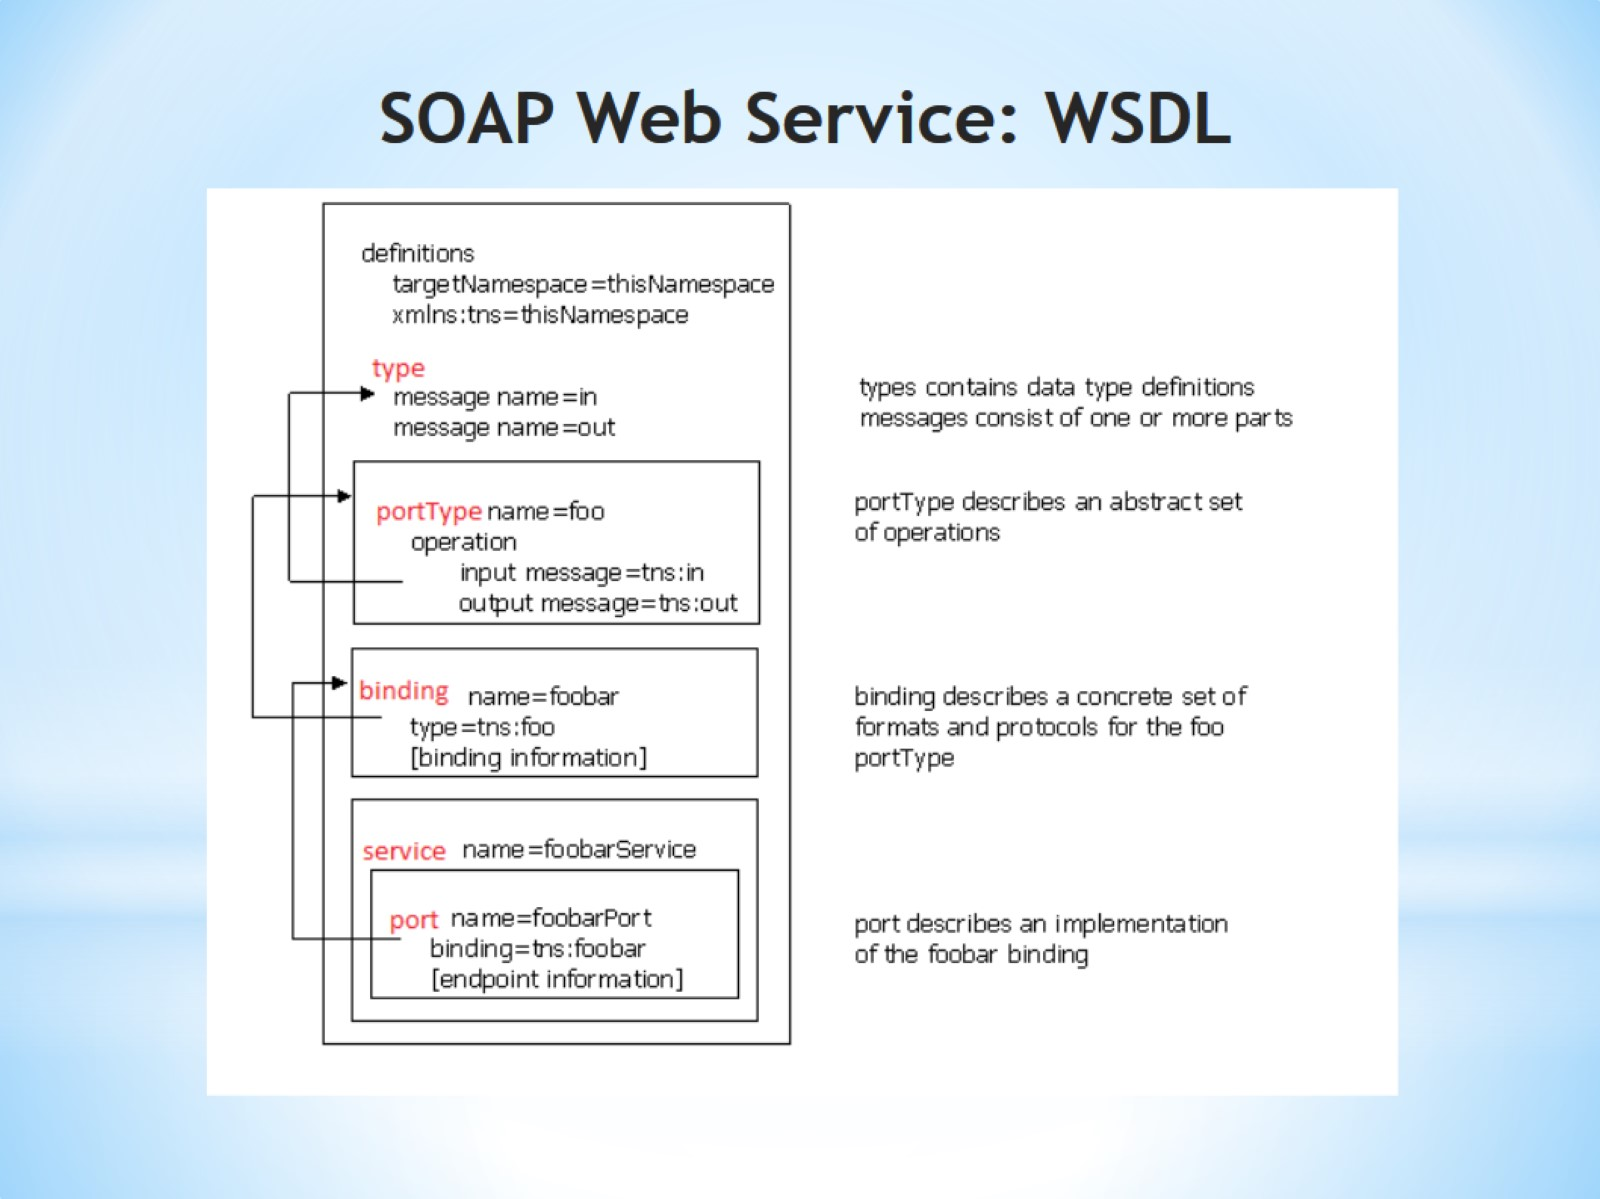 SOAP Web Service: WSDL
definitions
targetNamespace=thisNamespace
xmlns:tns=thisNamespace
type
message name=in
message name=out
types contains data type definitions
messages consist of one or more parts
portType name=foo
operation
input message=tns:in
output message=tns:out
portType describes an abstract set
of operations
binding name=foobar
type=tns:foo
[binding information]
binding describes a concrete set of
formats and protocols for the foo
portType
service name=foobarService
port name=foobarPort
binding=tns:foobar
[endpoint information]
port describes an implementation
of the foobar binding